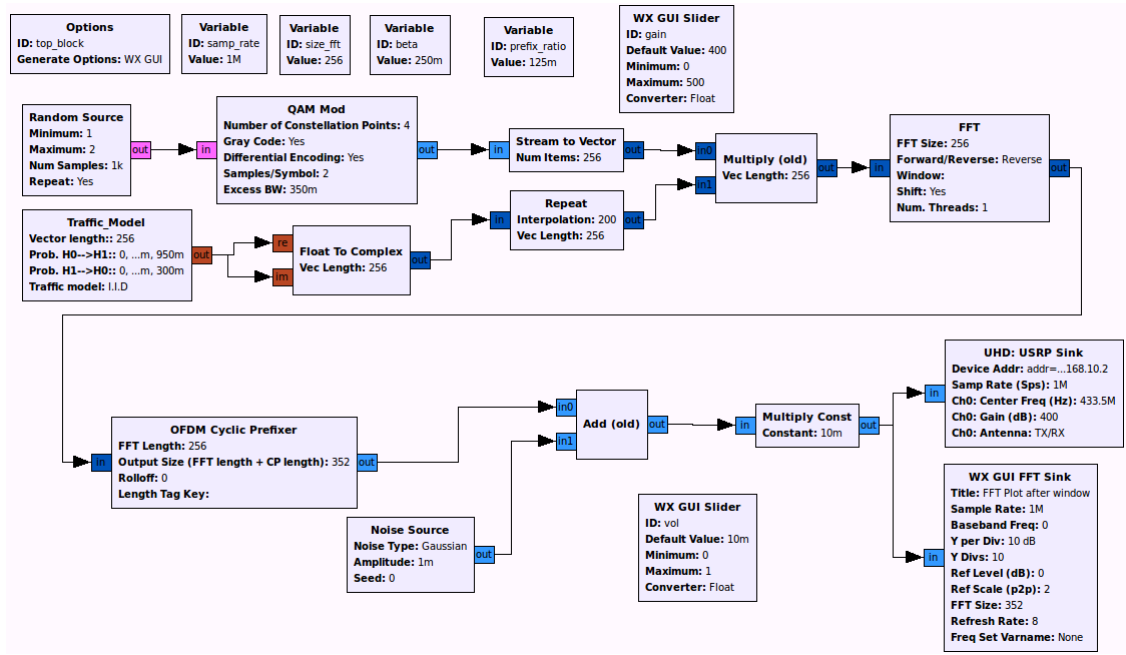 Options
ID: top_block
Generate Options: WX GUI
Variable
ID: samp_rate
Value: 1M
Variable
ID: size_fft
Value: 256
Variable
ID: beta
Value: 250m
Variable
ID: prefix_ratio
Value: 125m
WX GUI Slider
ID: gain
Default Value: 400
Minimum: 0
Maximum: 500
Converter: Float
Random Source
Minimum: 1
Maximum: 2
Num Samples: 1k
Repeat: Yes
out
in
QAM Mod
Number of Constellation Points: 4
Gray Code: Yes
Differential Encoding: Yes
Samples/Symbol: 2
Excess BW: 350m
out
in
Stream to Vector
Num Items: 256
out
in0
in1
Multiply (old)
Vec Length: 256
out
in
FFT
FFT Size: 256
Forward/Reverse: Reverse
Window:
Shift: Yes
Num. Threads: 1
out
Traffic_Model
Vector length:: 256
Prob. H0-->H1:: 0, ...m, 950m
Prob. H1-->H0:: 0, ...m, 300m
Traffic model: I.I.D
out
re
im
Float To Complex
Vec Length: 256
out
in
Repeat
Interpolation: 200
Vec Length: 256
out
in
OFDM Cyclic Prefixer
FFT Length: 256
Output Size (FFT length + CP length): 352
Rolloff: 0
Length Tag Key:
out
Noise Source
Noise Type: Gaussian
Amplitude: 1m
Seed: 0
out
in0
in1
Add (old)
out
in
Multiply Const
Constant: 10m
out
WX GUI Slider
ID: vol
Default Value: 10m
Minimum: 0
Maximum: 1
Converter: Float
in
UHD: USRP Sink
Device Addr: addr=...168.10.2
Samp Rate (Sps): 1M
Ch0: Center Freq (Hz): 433.5M
Ch0: Gain (dB): 400
Ch0: Antenna: TX/RX
in
WX GUI FFT Sink
Title: FFT Plot after window
Sample Rate: 1M
Baseband Freq: 0
Y per Div: 10 dB
Y Divs: 10
Ref Level (dB): 0
Ref Scale (p2p): 2
FFT Size: 352
Refresh Rate: 8
Freq Set Varname: None